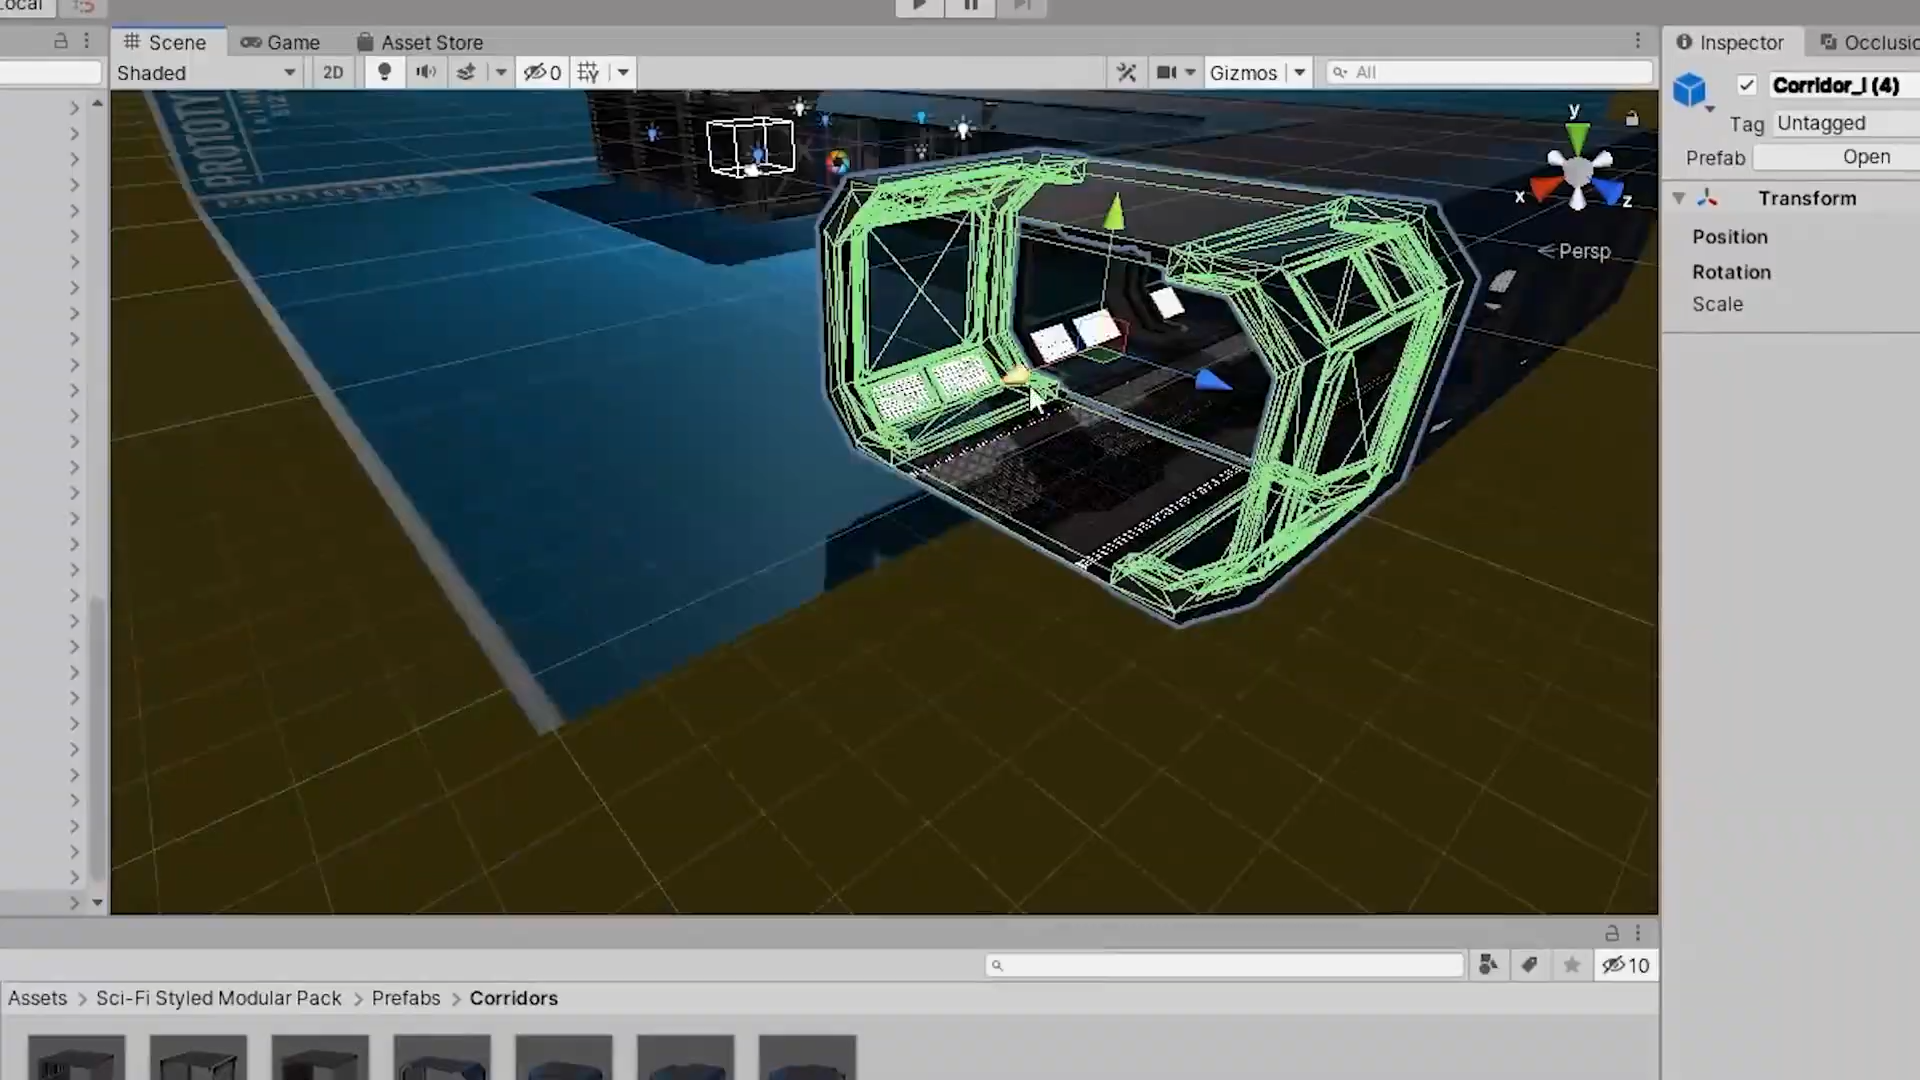 Local
Scene
Game
Asset Store
Inspector
Shaded
2D
0
Gizmos
All
Corridor_I (4)
Tag
Untagged
Prefab
Open
Transform
Position
Rotation
Scale
y
x
z
Persp
10
Assets > Sci-Fi Styled Modular Pack > Prefabs > Corridors